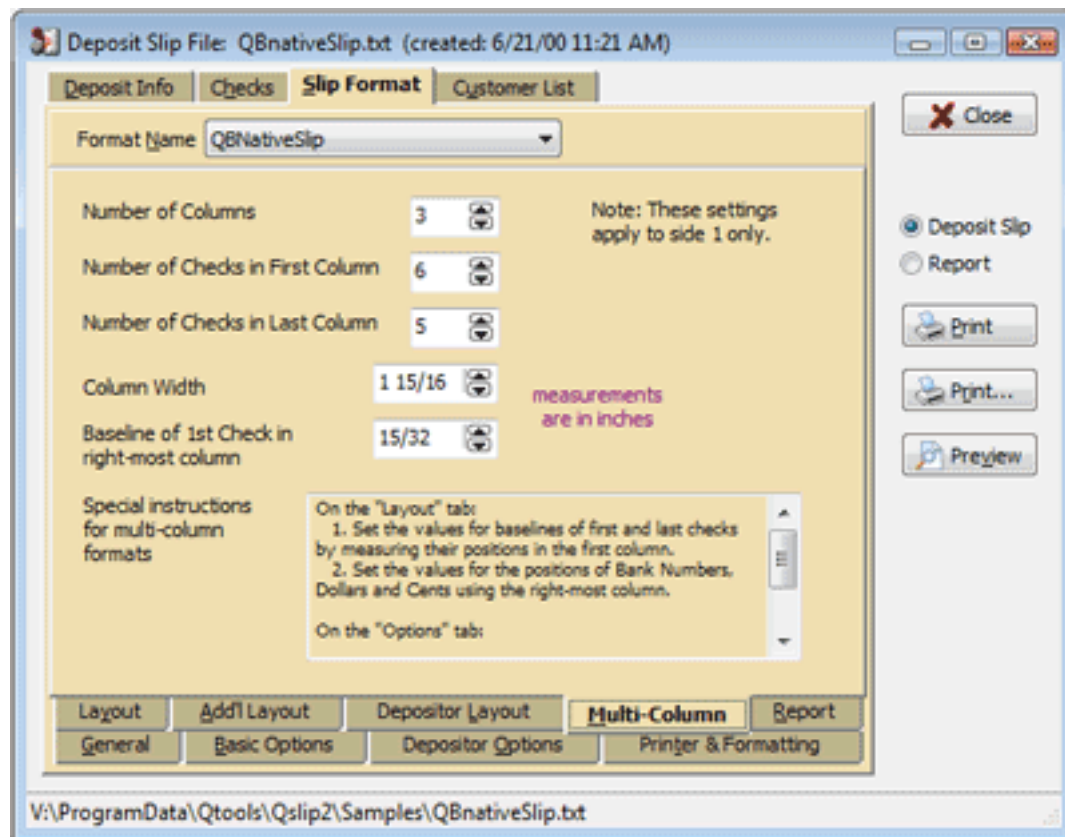 Deposit Slip File: QBnativeSlip.txt (created: 6/21/00 11:21 AM)
Deposit Info Checks Slip Format Customer List
Close
Format Name QBNativeSlip
Number of Columns 3
Note: These settings
apply to side 1 only.
Deposit Slip
Report
Number of Checks in First Column 6
Number of Checks in Last Column 5
Print
Column Width 1 15/16
measurements
are in inches
Print...
Baseline of 1st Check in
right-most column
15/32
Preview
Special instructions
for multi-column
formats
On the "Layout" tab:
1. Set the values for baselines of first and last checks
by measuring their positions in the first column.
2. Set the values for the positions of Bank Numbers,
Dollars and Cents using the right-most column.
On the "Options" tab:
Layout Add'l Layout Depositor Layout Multi-Column Report
General Basic Options Depositor Options Printer & Formatting
V:\ProgramData\Qtools\Qslip2\Samples\QBnativeSlip.txt